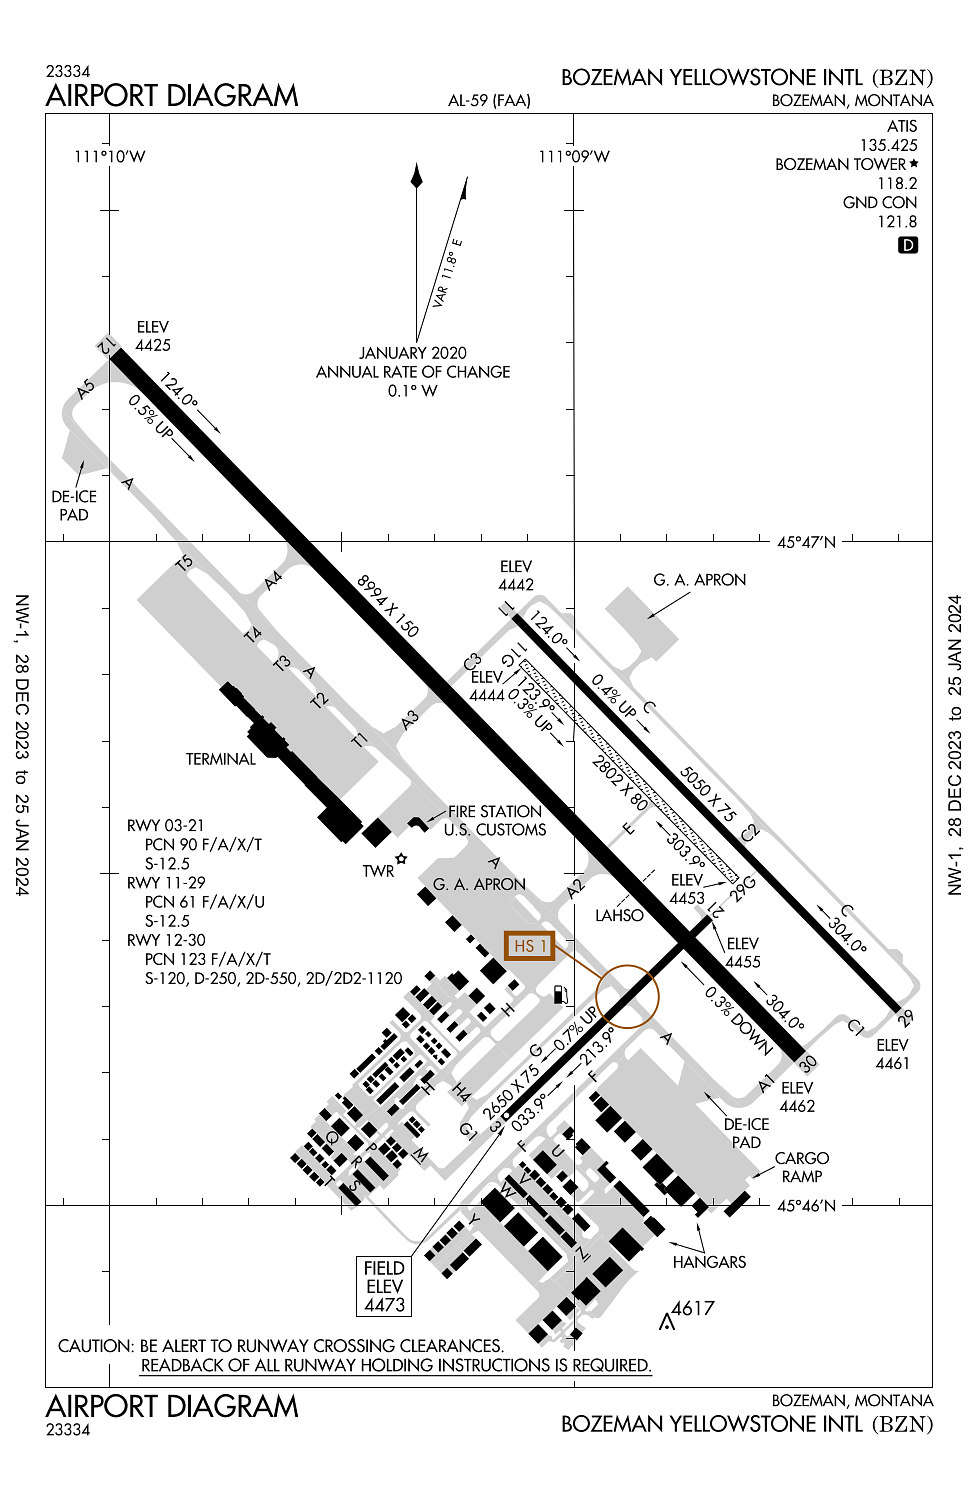 23334
AIRPORT DIAGRAM
AL-59 (FAA)
BOZEMAN YELLOWSTONE INTL (BZN)
BOZEMAN, MONTANA
ATIS
135.425
BOZEMAN TOWER★
118.2
GND CON
121.8
D
111°10'W
111°09'W
VAR 11.8° E
JANUARY 2020
ANNUAL RATE OF CHANGE
0.1° W
ELEV
4425
12
A5
124.0°
0.5% UP
DE-ICE
PAD
A
45°47'N
T5
A4
8994 X 150
ELEV
4442
G. A. APRON
11
124.0°
T4
T3
A
T2
T1
A3
C3
ELEV
4444
G
11
123.9°
0.3% UP
0.4% UP
C
TERMINAL
2802 X 80
5050 X 75
C2
E
303.9°
FIRE STATION
U.S. CUSTOMS
TWR
RWY 03-21
PCN 90 F/A/X/T
S-12.5
RWY 11-29
PCN 61 F/A/X/U
S-12.5
RWY 12-30
PCN 123 F/A/X/T
S-120, D-250, 2D-550, 2D/2D2-1120
A
G. A. APRON
A2
LAHSO
ELEV
4453
29
G
21
C
304.0°
HS 1
ELEV
4455
0.3% DOWN
304.0°
29
C1
ELEV
4461
H
G
0.7% UP
213.9°
A
2650 X 75
033.9°
3
F
A1
30
ELEV
4462
H
H4
G1
DE-ICE
PAD
CARGO
RAMP
Q
P
R
S
T
W
F
U
V
W
Y
Z
45°46'N
HANGARS
FIELD
ELEV
4473
4617
CAUTION: BE ALERT TO RUNWAY CROSSING CLEARANCES.
READBACK OF ALL RUNWAY HOLDING INSTRUCTIONS IS REQUIRED.
NW-1, 28 DEC 2023 to 25 JAN 2024
NW-1, 28 DEC 2023 to 25 JAN 2024
AIRPORT DIAGRAM
23334
BOZEMAN, MONTANA
BOZEMAN YELLOWSTONE INTL (BZN)